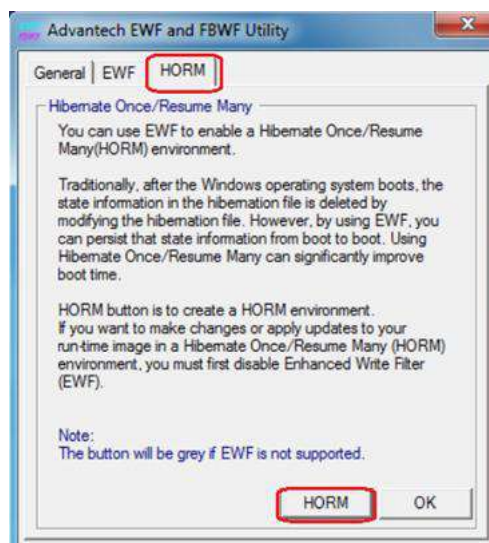 Advantech EWF and FBWF Utility
General EWF HORM
Hibernate Once/Resume Many
You can use EWF to enable a Hibernate Once/Resume
Many(HORM) environment.
Traditionally, after the Windows operating system boots, the
state information in the hibernation file is deleted by
modifying the hibernation file. However, by using EWF, you
can persist that state information from boot to boot. Using
Hibernate Once/Resume Many can significantly improve
boot time.
HORM button is to create a HORM environment.
If you want to make changes or apply updates to your
run-time image in a Hibernate Once/Resume Many (HORM)
environment, you must first disable Enhanced Write Filter
(EWF).
Note:
The button will be grey if EWF is not supported.
HORM OK